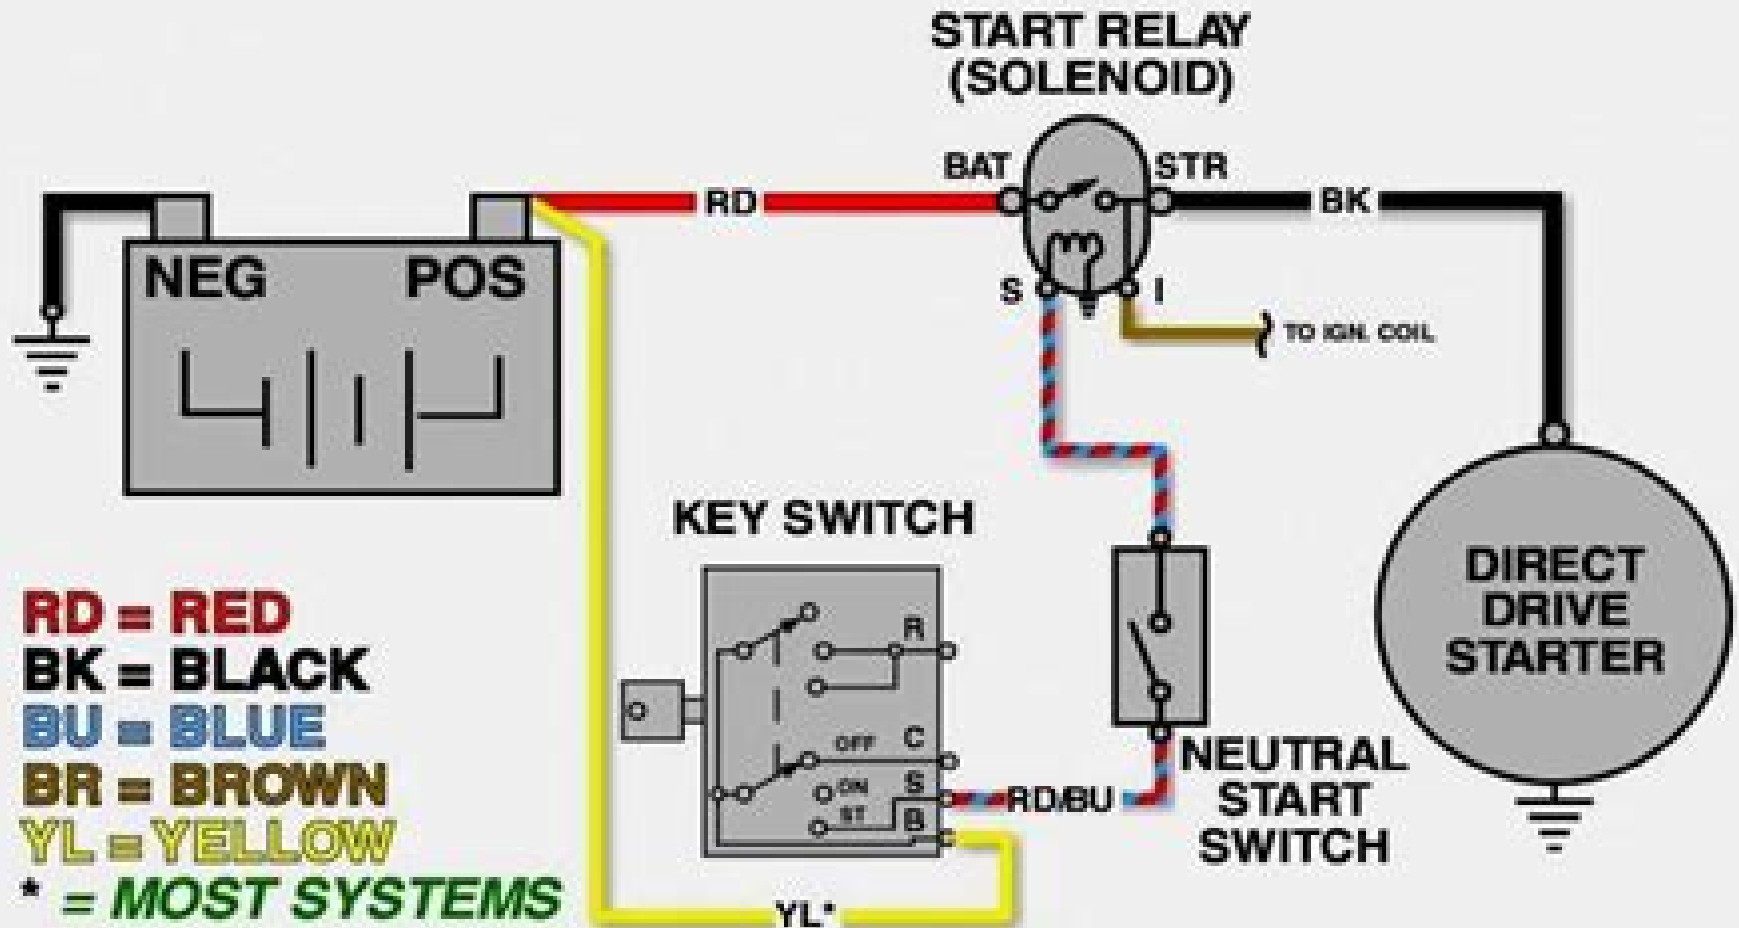 START RELAY
(SOLENOID)
BAT
STR
RD
BK
NEG
POS
S
I
TO IGN. COIL
KEY SWITCH
R
OFF
C
ON
S
ST
B
RD/BU
YL*
NEUTRAL
START
SWITCH
DIRECT
DRIVE
STARTER
RD = RED
BK = BLACK
BU = BLUE
BR = BROWN
YL = YELLOW
* = MOST SYSTEMS